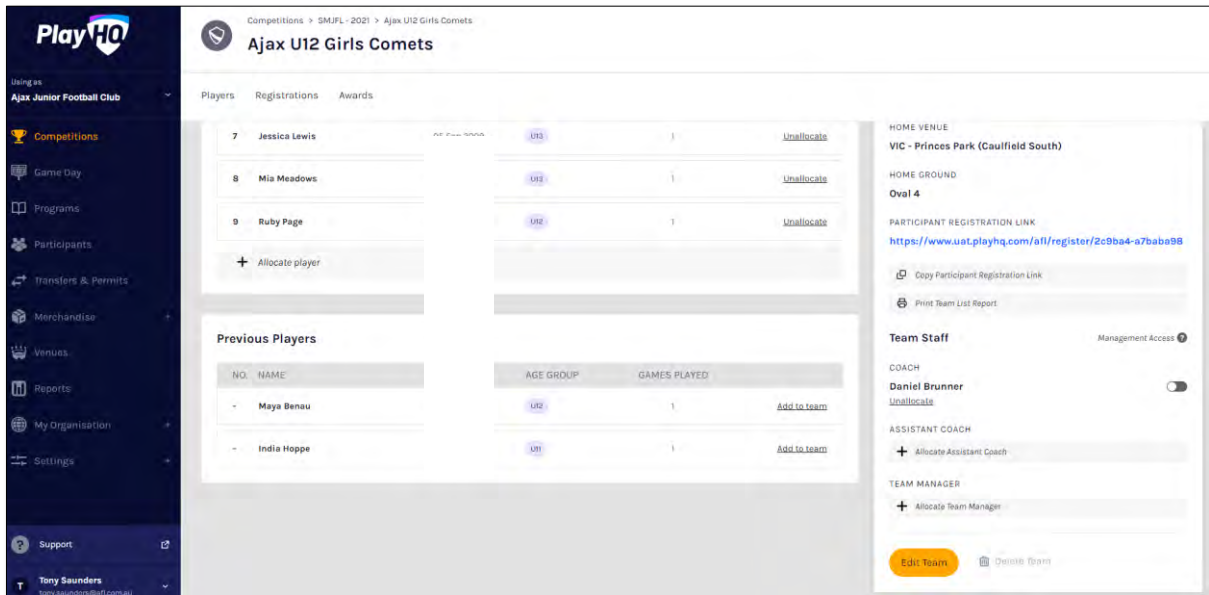 PlayHQ
Using as
Ajax Junior Football Club
Competitions
Game Day
Programs
Participants
Transfers & Permits
Merchandise +
Venues
Reports
My Organisation +
Settings +
? Support
T Tony Saunders
tony.saunders@afl.com.au
Competitions > SMJFL - 2021 > Ajax U12 Girls Comets
Ajax U12 Girls Comets
Players Registrations Awards
7 Jessica Lewis 1 Unallocate
8 Mia Meadows 1 Unallocate
9 Ruby Page U12 1 Unallocate
+ Allocate player
Previous Players
NO. NAME AGE GROUP GAMES PLAYED
- Maya Benau U12 1 Add to team
- India Hoppe U11 1 Add to team
HOME VENUE
VIC - Princes Park (Caulfield South)
HOME GROUND
Oval 4
PARTICIPANT REGISTRATION LINK
https://www.uat.playhq.com/afl/register/2c9ba4-a7baba98
Copy Participant Registration Link
Print Team List Report
Team Staff Management Access ?
COACH
Daniel Brunner
Unallocate
ASSISTANT COACH
+ Allocate Assistant Coach
TEAM MANAGER
+ Allocate Team Manager
Edit Team Delete Team